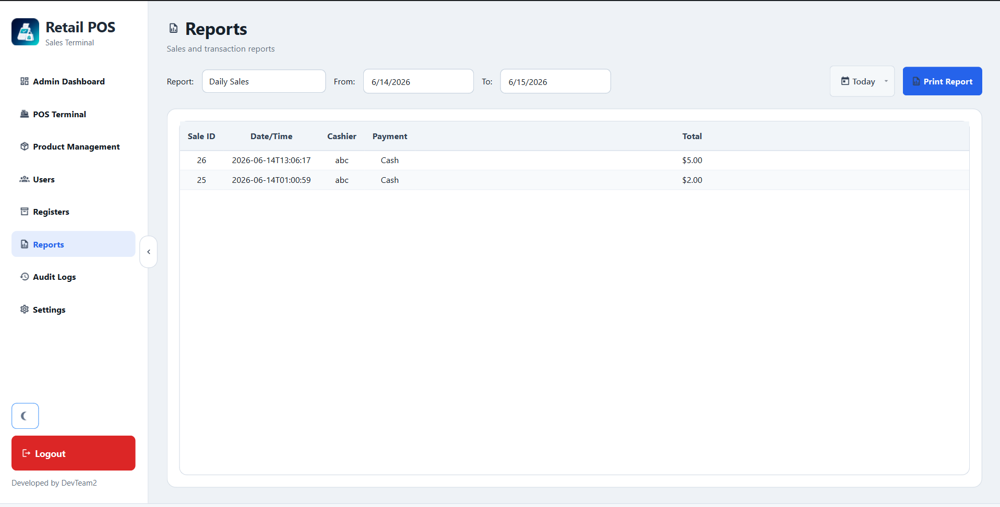 Retail POS
Sales Terminal
Admin Dashboard
POS Terminal
Product Management
Users
Registers
Reports
Audit Logs
Settings
Logout
Developed by DevTeam2
Reports
Sales and transaction reports
Report: Daily Sales From: 6/14/2026 To: 6/15/2026 Today Print Report
Sale ID Date/Time Cashier Payment Total
26 2026-06-14T13:06:17 abc Cash $5.00
25 2026-06-14T01:00:59 abc Cash $2.00